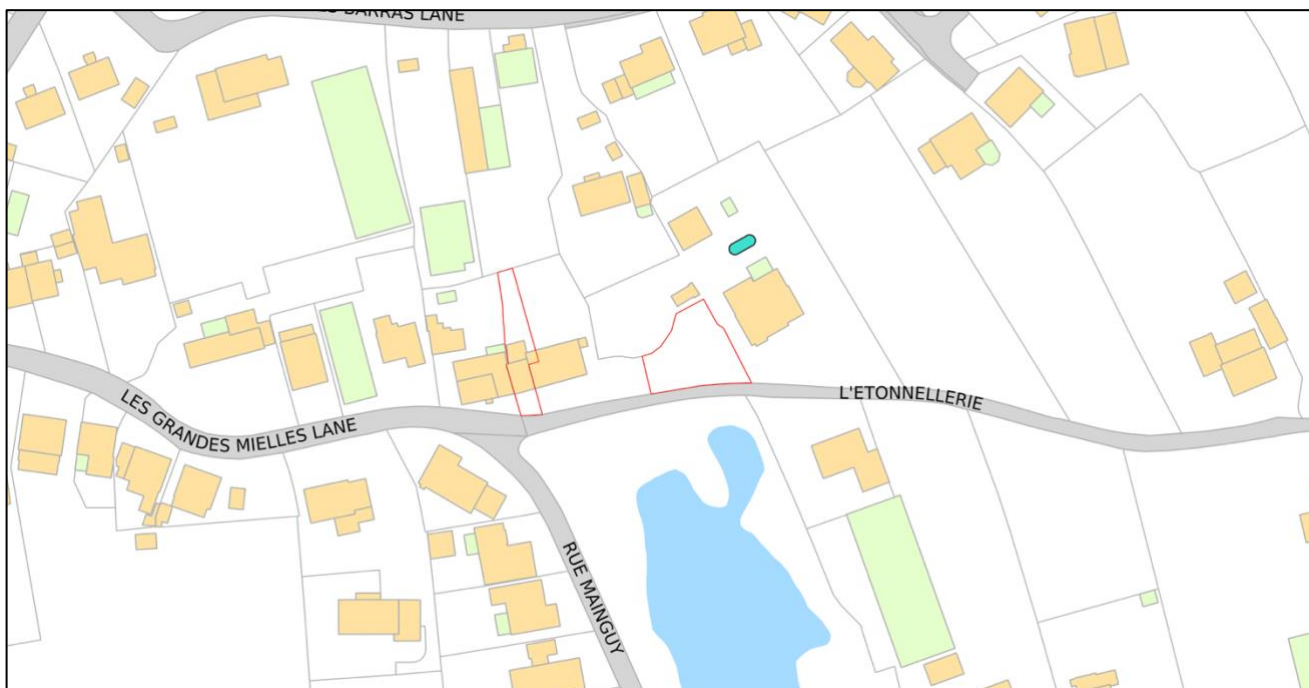 BARRAS LANE
LES GRANDES MIELLES LANE
L'ETONNELLERIE
RUE MAINGUY